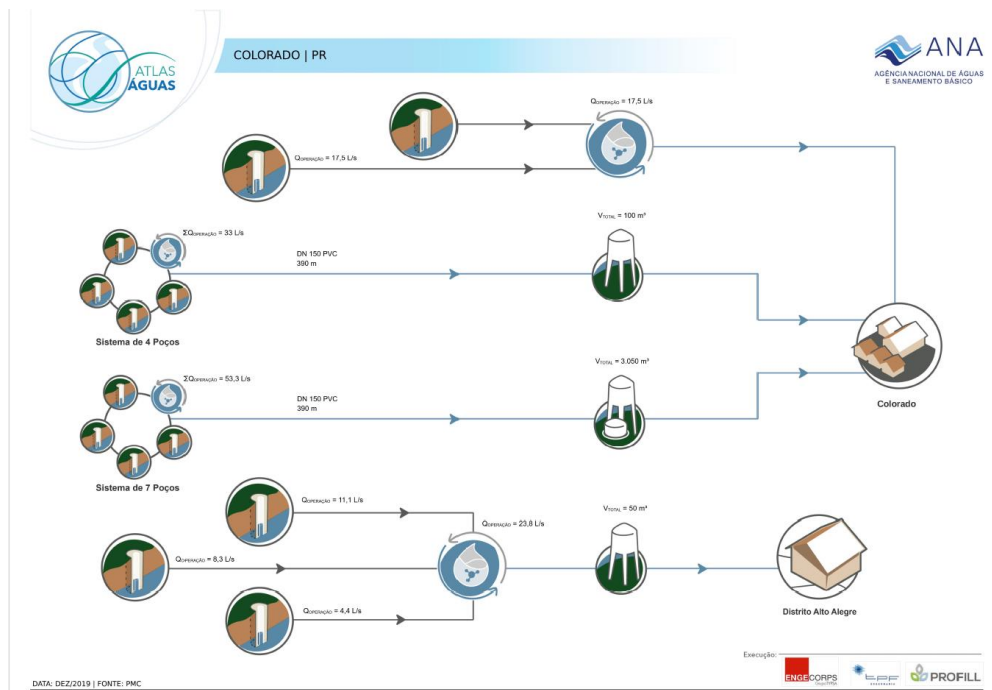 ATLAS
ÁGUAS
COLORADO | PR
ANA
AGÊNCIA NACIONAL DE ÁGUAS
E SANEAMENTO BÁSICO
QOPERAÇÃO = 17,5 L/s
QOPERAÇÃO = 17,5 L/s
VTOTAL = 100 m³
ΣQOPERAÇÃO = 33 L/s
DN 150 PVC
390 m
Sistema de 4 Poços
VTOTAL = 3.050 m³
ΣQOPERAÇÃO = 53,3 L/s
DN 150 PVC
390 m
Colorado
Sistema de 7 Poços
QOPERAÇÃO = 11,1 L/s
VTOTAL = 50 m³
QOPERAÇÃO = 23,8 L/s
QOPERAÇÃO = 8,3 L/s
QOPERAÇÃO = 4,4 L/s
Distrito Alto Alegre
Execução:
ENGECORPS
tpf
PROFILL
DATA: DEZ/2019 | FONTE: PMC